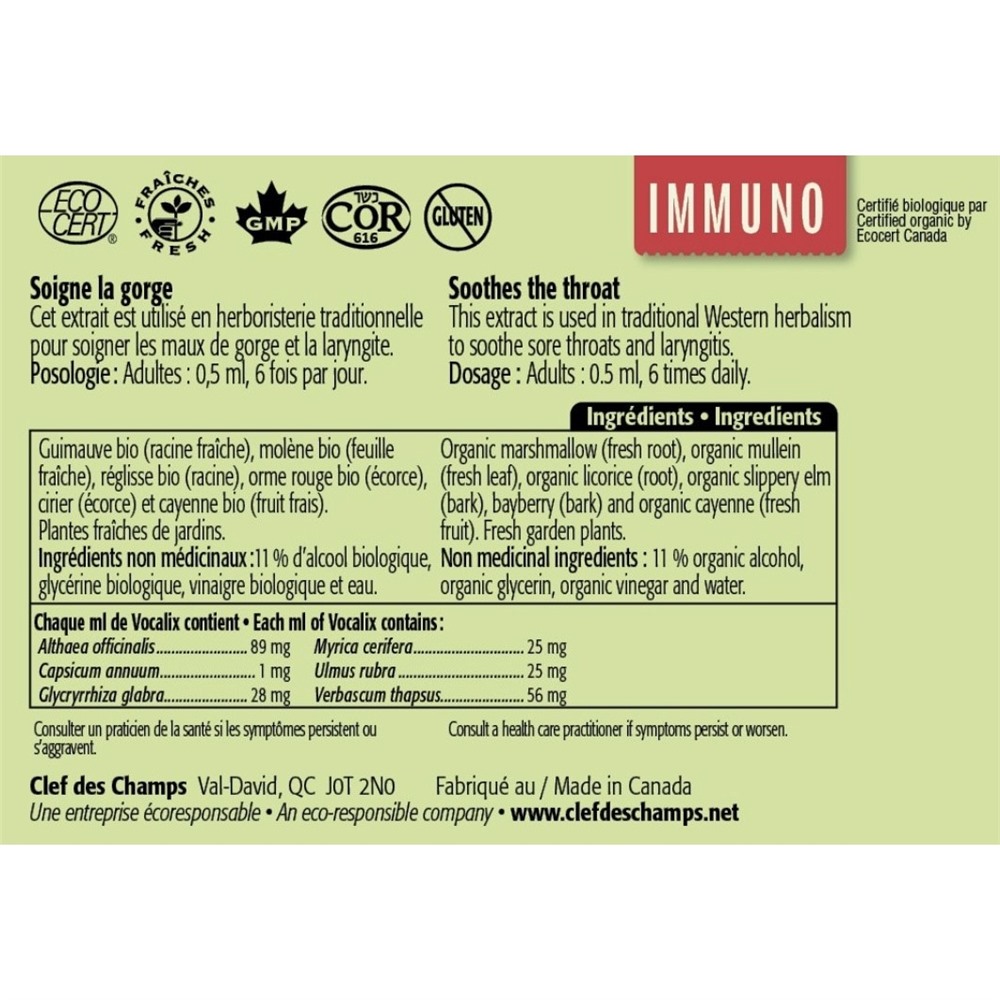 ECO
CERT
®
FRAÎCHES
FRESH
GMP
כשר
COR
616
GLUTEN
IMMUNO
Certifié biologique par
Certified organic by
Ecocert Canada
Soigne la gorge
Cet extrait est utilisé en herboristerie traditionnelle
pour soigner les maux de gorge et la laryngite.
Posologie : Adultes : 0,5 ml, 6 fois par jour.
Soothes the throat
This extract is used in traditional Western herbalism
to soothe sore throats and laryngitis.
Dosage : Adults : 0.5 ml, 6 times daily.
Ingrédients • Ingredients
Guimauve bio (racine fraîche), molène bio (feuille
fraîche), réglisse bio (racine), orme rouge bio (écorce),
cirier (écorce) et cayenne bio (fruit frais).
Plantes fraîches de jardins.
Ingrédients non médicinaux :11 % d'alcool biologique,
glycérine biologique, vinaigre biologique et eau.
Organic marshmallow (fresh root), organic mullein
(fresh leaf), organic licorice (root), organic slippery elm
(bark), bayberry (bark) and organic cayenne (fresh
fruit). Fresh garden plants.
Non medicinal ingredients : 11 % organic alcohol,
organic glycerin, organic vinegar and water.
Chaque ml de Vocalix contient • Each ml of Vocalix contains :
Althaea officinalis........................ 89 mg
Capsicum annuum......................... 1 mg
Glycyrrhiza glabra...................... 28 mg
Myrica cerifera............................. 25 mg
Ulmus rubra ................................. 25 mg
Verbascum thapsus...................... 56 mg
Consulter un praticien de la santé si les symptômes persistent ou
s'aggravent.
Consult a health care practitioner if symptoms persist or worsen.
Clef des Champs Val-David, QC J0T 2N0 Fabriqué au / Made in Canada
Une entreprise écoresponsable • An eco-responsible company • www.clefdeschamps.net